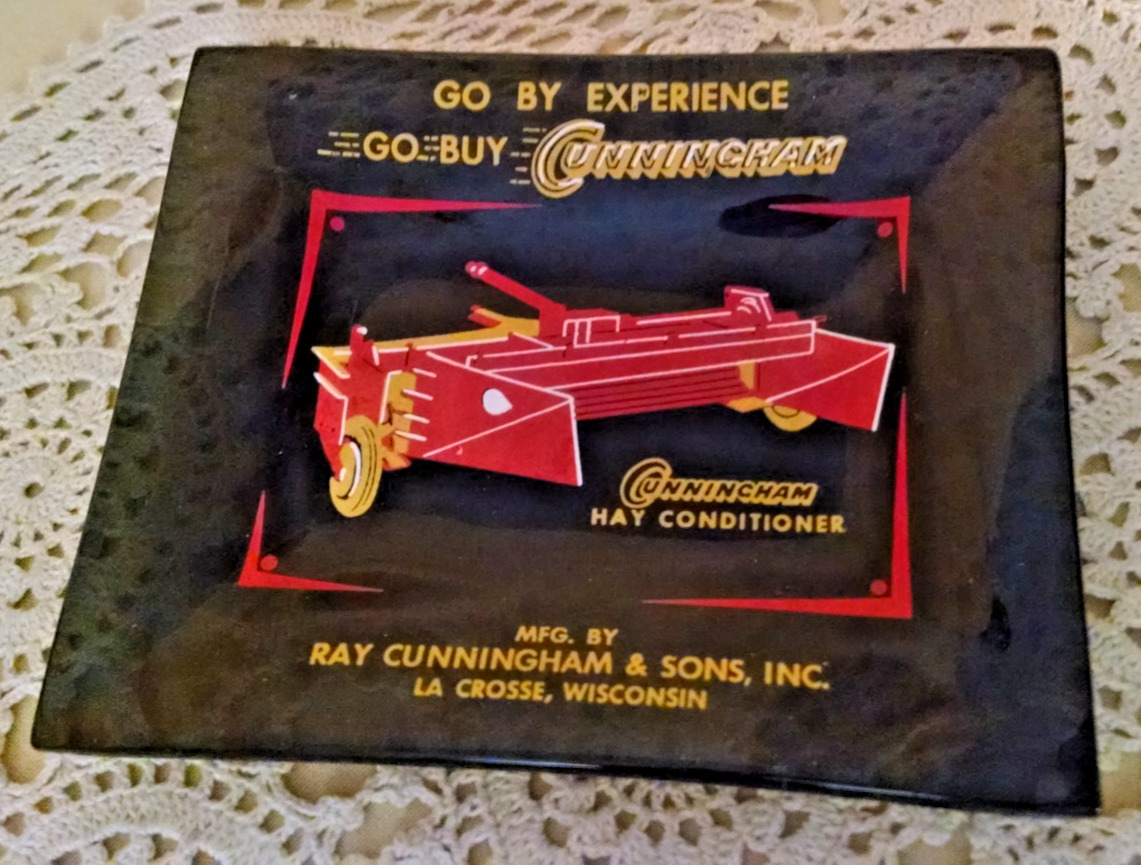 GO BY EXPERIENCE
GO BUY CUNNINGHAM
CUNNINGHAM
HAY CONDITIONER
MFG. BY
RAY CUNNINGHAM & SONS, INC.
LA CROSSE, WISCONSIN